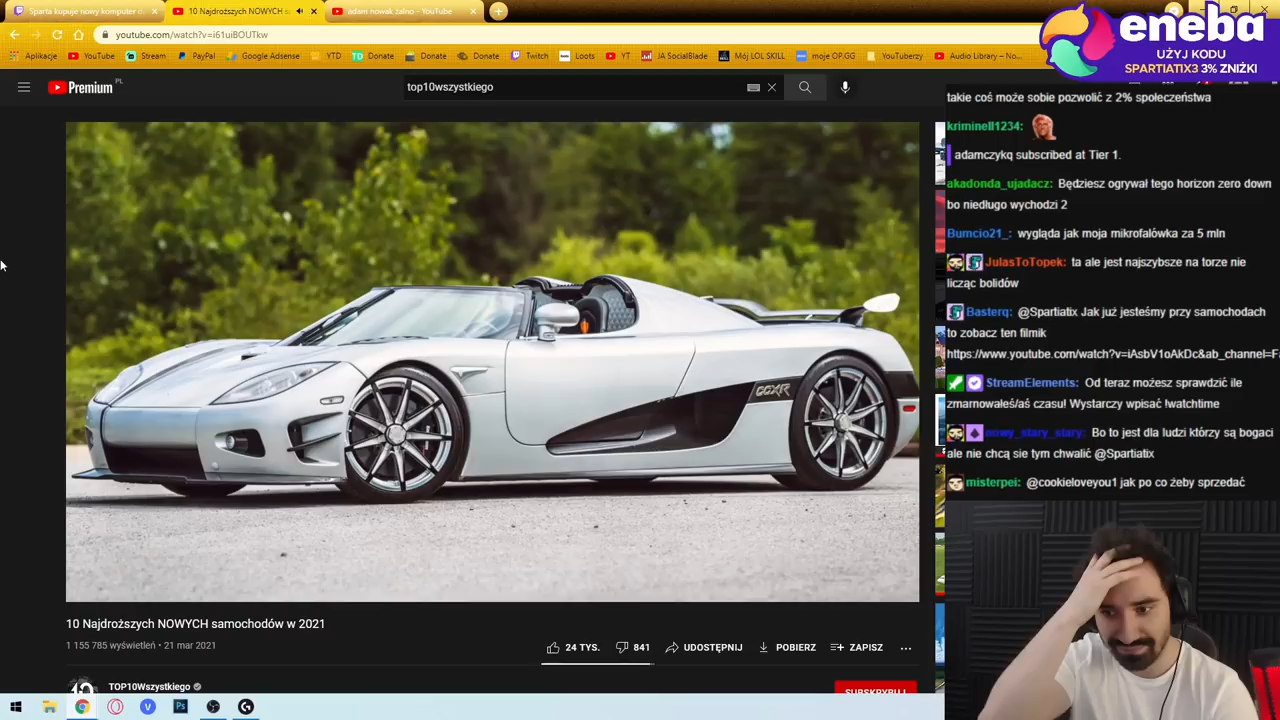 Sparta kupuje nowy komputer d
10 Najdroższych NOWYCH sa
adam nowak żalno - YouTube
youtube.com/watch?v=i61uiBOUTkw
Aplikacje
YouTube
Stream
PayPal
Google Adsense
YTD
Donate
Donate
Donate
Twitch
Loots
YT
JA SocialBlade
Mój LOL SKILL
moje OP.GG
YouTuberzy
Audio Library – No...
eneba
UŻYJ KODU
SPARTIATIX3 3% ZNIŻKI
Premium PL
top10wszystkiego
takie coś może sobie pozwolić z 2% społeczeństwa
kriminell1234:
adamczykq subscribed at Tier 1.
akadonda_ujadacz: Będziesz ogrywał tego horizon zero down
bo niedługo wychodzi 2
Bumcio21_: wygląda jak moja mikrofalówka za 5 mln
JulasToTopek: ta ale jest najszybsze na torze nie
licząc bolidów
Basterq: @Spartiatix Jak już jesteśmy przy samochodach
to zobacz ten filmik
https://www.youtube.com/watch?v=iAsbV1oAkDc&ab_channel=F
StreamElements: Od teraz możesz sprawdzić ile
zmarnowałeś/aś czasu! Wystarczy wpisać !watchtime
nowy_stary_stary: Bo to jest dla ludzi którzy są bogaci
ale nie chcą sie tym chwalić @Spartiatix
misterpei: @cookieloveyou1 jak po co żeby sprzedać
CCXR
10 Najdroższych NOWYCH samochodów w 2021
1 155 785 wyświetleń • 21 mar 2021
24 TYS.
841
UDOSTĘPNIJ
POBIERZ
ZAPISZ
TOP10Wszystkiego
SUBSKRYBUJ
Ps